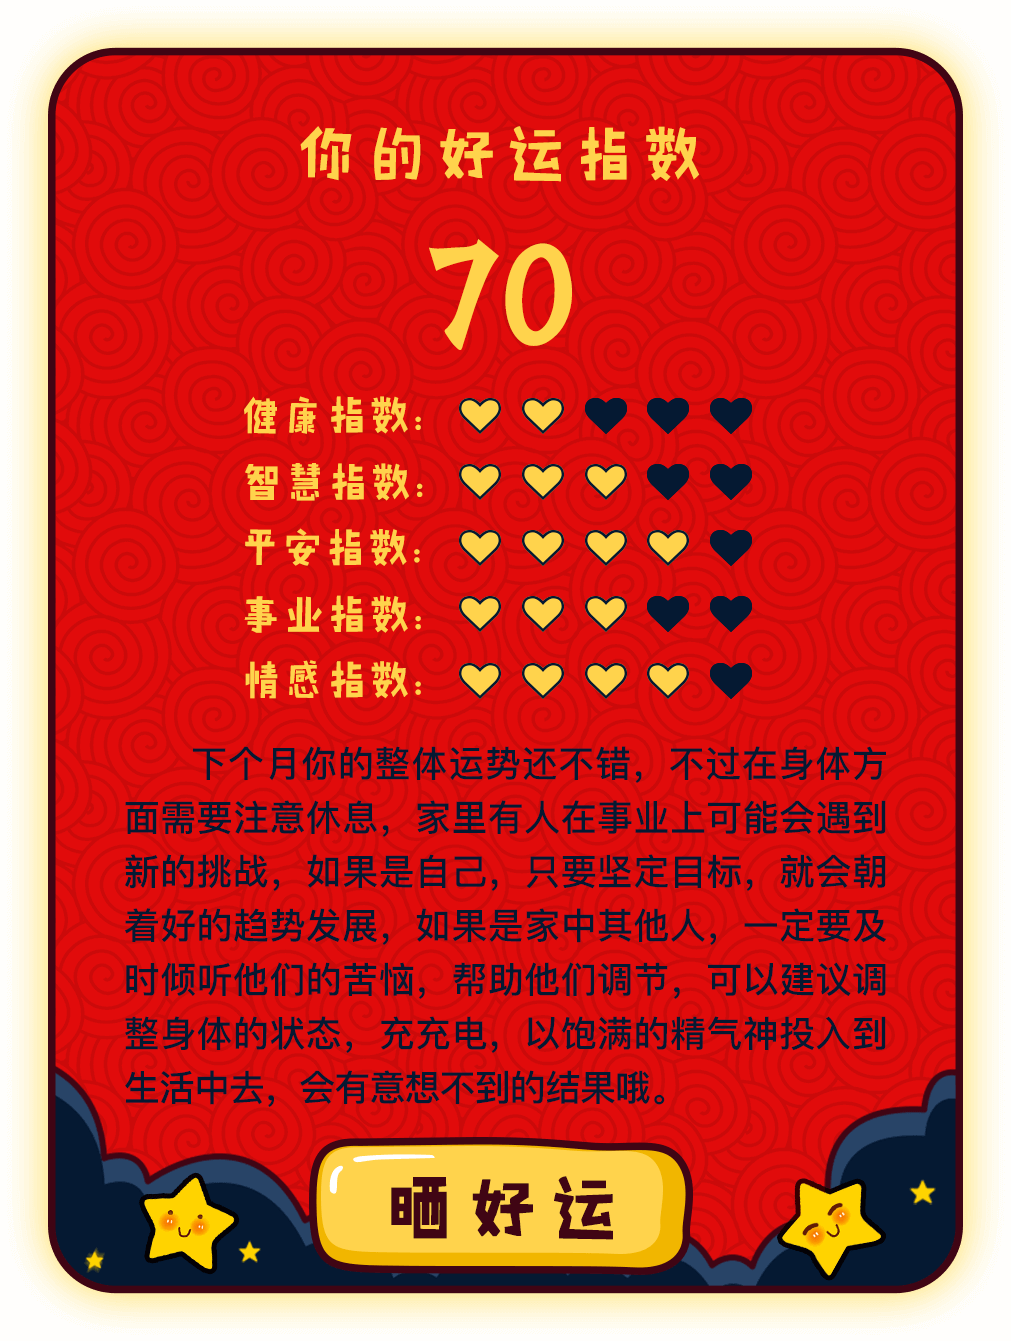 你的好运指数
70
健康指数：
智慧指数：
平安指数：
事业指数：
情感指数：
下个月你的整体运势还不错，不过在身体方
面需要注意休息，家里有人在事业上可能会遇到
新的挑战，如果是自己，只要坚定目标，就会朝
着好的趋势发展，如果是家中其他人，一定要及
时倾听他们的苦恼，帮助他们调节，可以建议调
整身体的状态，充充电，以饱满的精气神投入到
生活中去，会有意想不到的结果哦。
晒好运